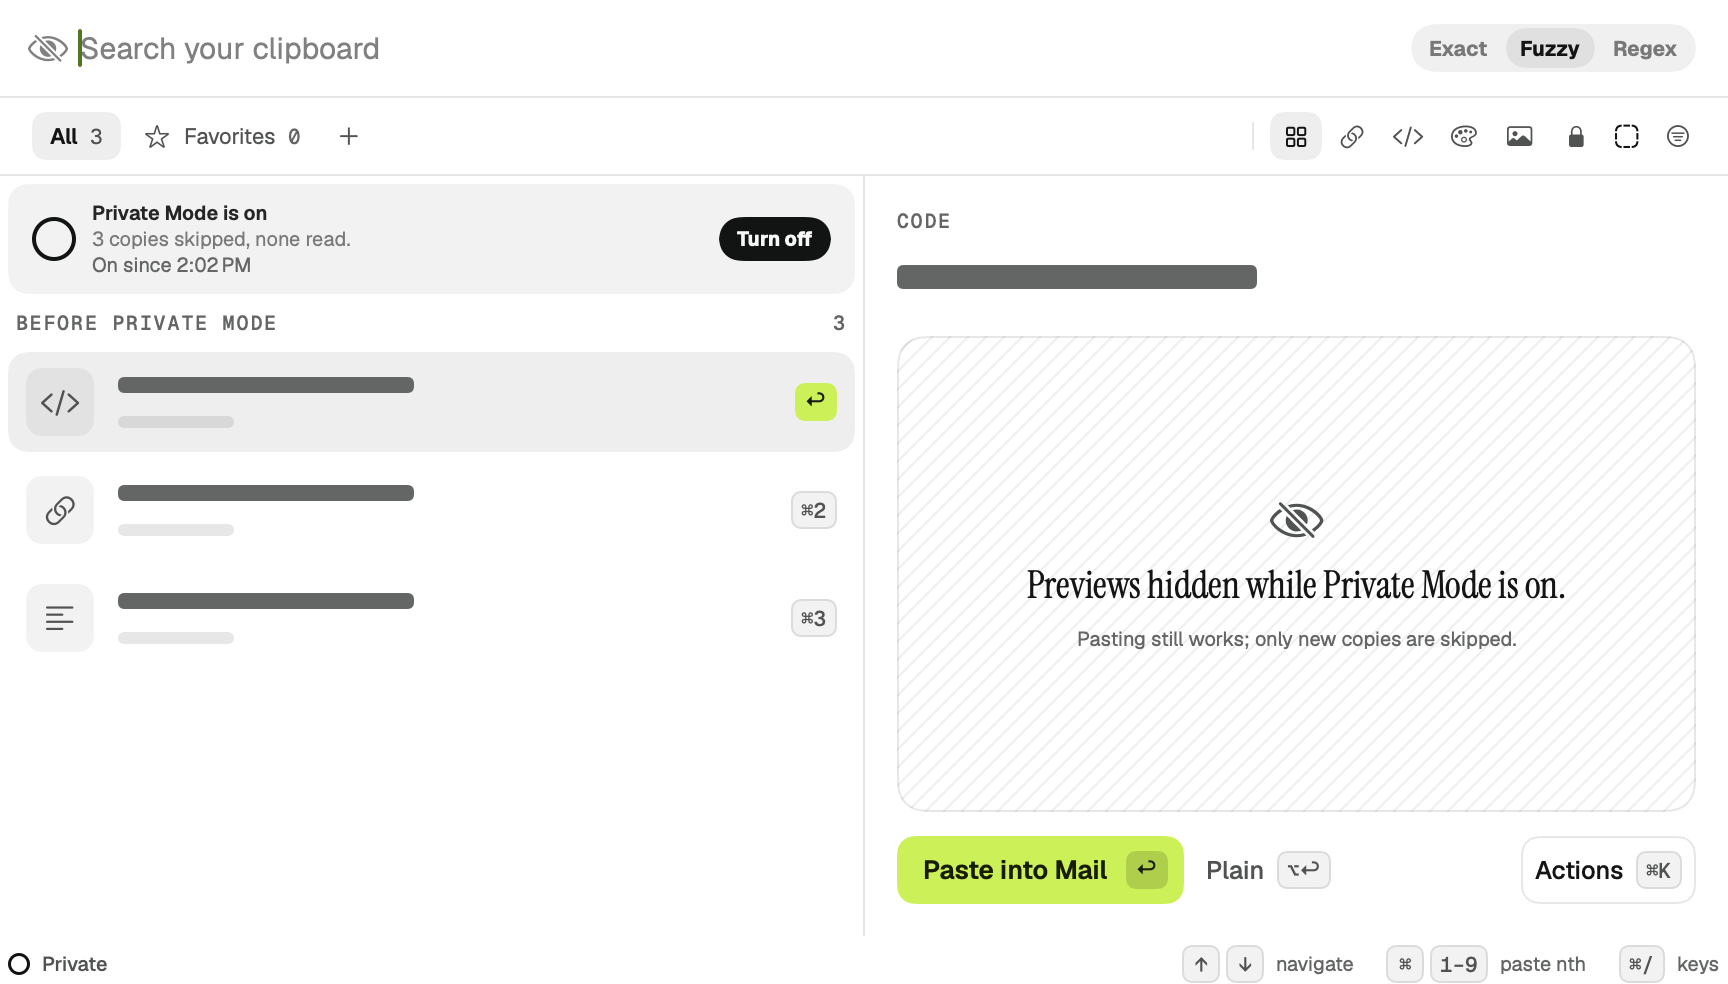 Search your clipboard
Exact Fuzzy Regex
All 3 Favorites 0 +
Private Mode is on
3 copies skipped, none read.
On since 2:02 PM
Turn off
BEFORE PRIVATE MODE 3
⌘2
⌘3
CODE
Previews hidden while Private Mode is on.
Pasting still works; only new copies are skipped.
Paste into Mail ↩ Plain ⌥↩ Actions ⌘K
Private
↑ ↓ navigate ⌘ 1–9 paste nth ⌘/ keys